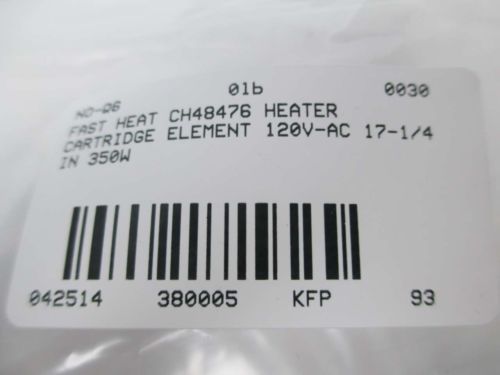 01b 0030
NO-Q6
FAST HEAT CH48476 HEATER
CARTRIDGE ELEMENT 120V-AC 17-1/4
IN 350W
042514 380005 KFP 93